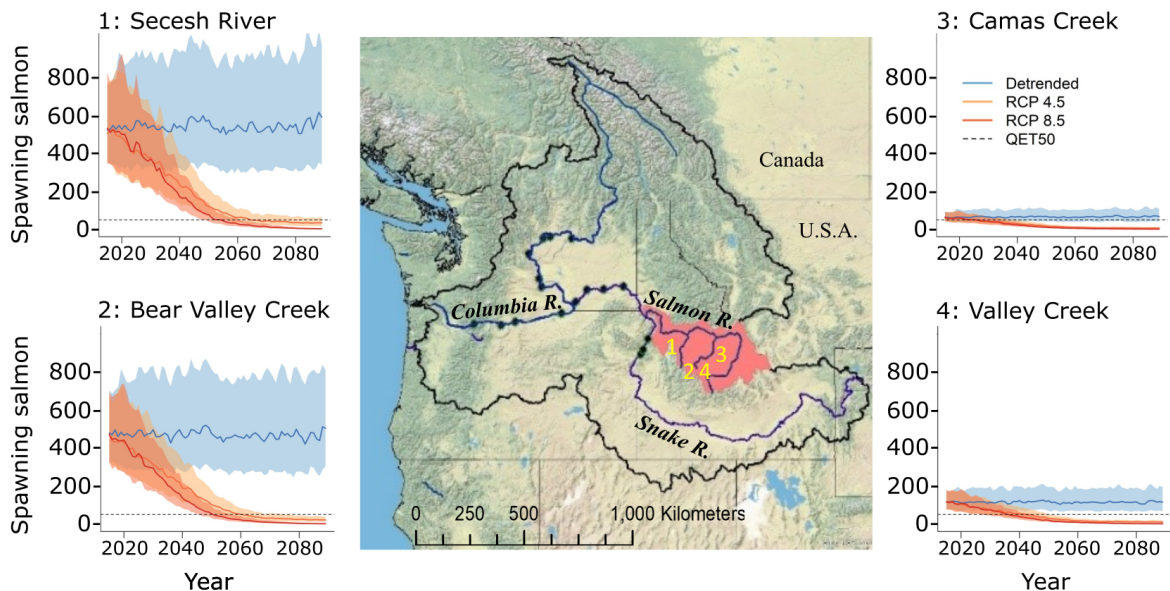 1: Secesh River
Spawning salmon
800
600
400
200
0
2020
2040
2060
2080
2: Bear Valley Creek
Spawning salmon
800
600
400
200
0
2020
2040
2060
2080
Year
Canada
U.S.A.
Columbia R.
Salmon R.
Snake R.
1
2
3
4
0
250
500
1,000 Kilometers
3: Camas Creek
800
600
400
200
0
Detrended
RCP 4.5
RCP 8.5
QET50
2020
2040
2060
2080
4: Valley Creek
800
600
400
200
0
2020
2040
2060
2080
Year